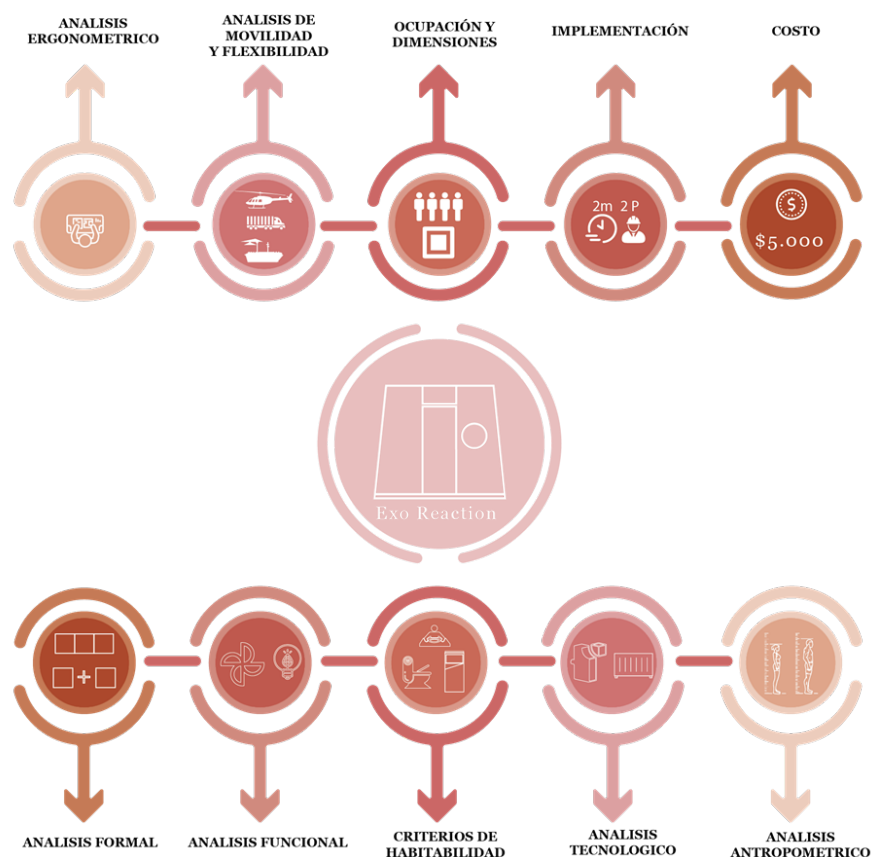 ANALISIS
ERGONOMETRICO
ANALISIS DE
MOVILIDAD
Y FLEXIBILIDAD
OCUPACIÓN Y
DIMENSIONES
IMPLEMENTACIÓN
COSTO
2m 2 P
$
$5.000
Exo Reaction
ANALISIS FORMAL
ANALISIS FUNCIONAL
CRITERIOS DE
HABITABILIDAD
ANALISIS
TECNOLOGICO
ANALISIS
ANTROPOMETRICO